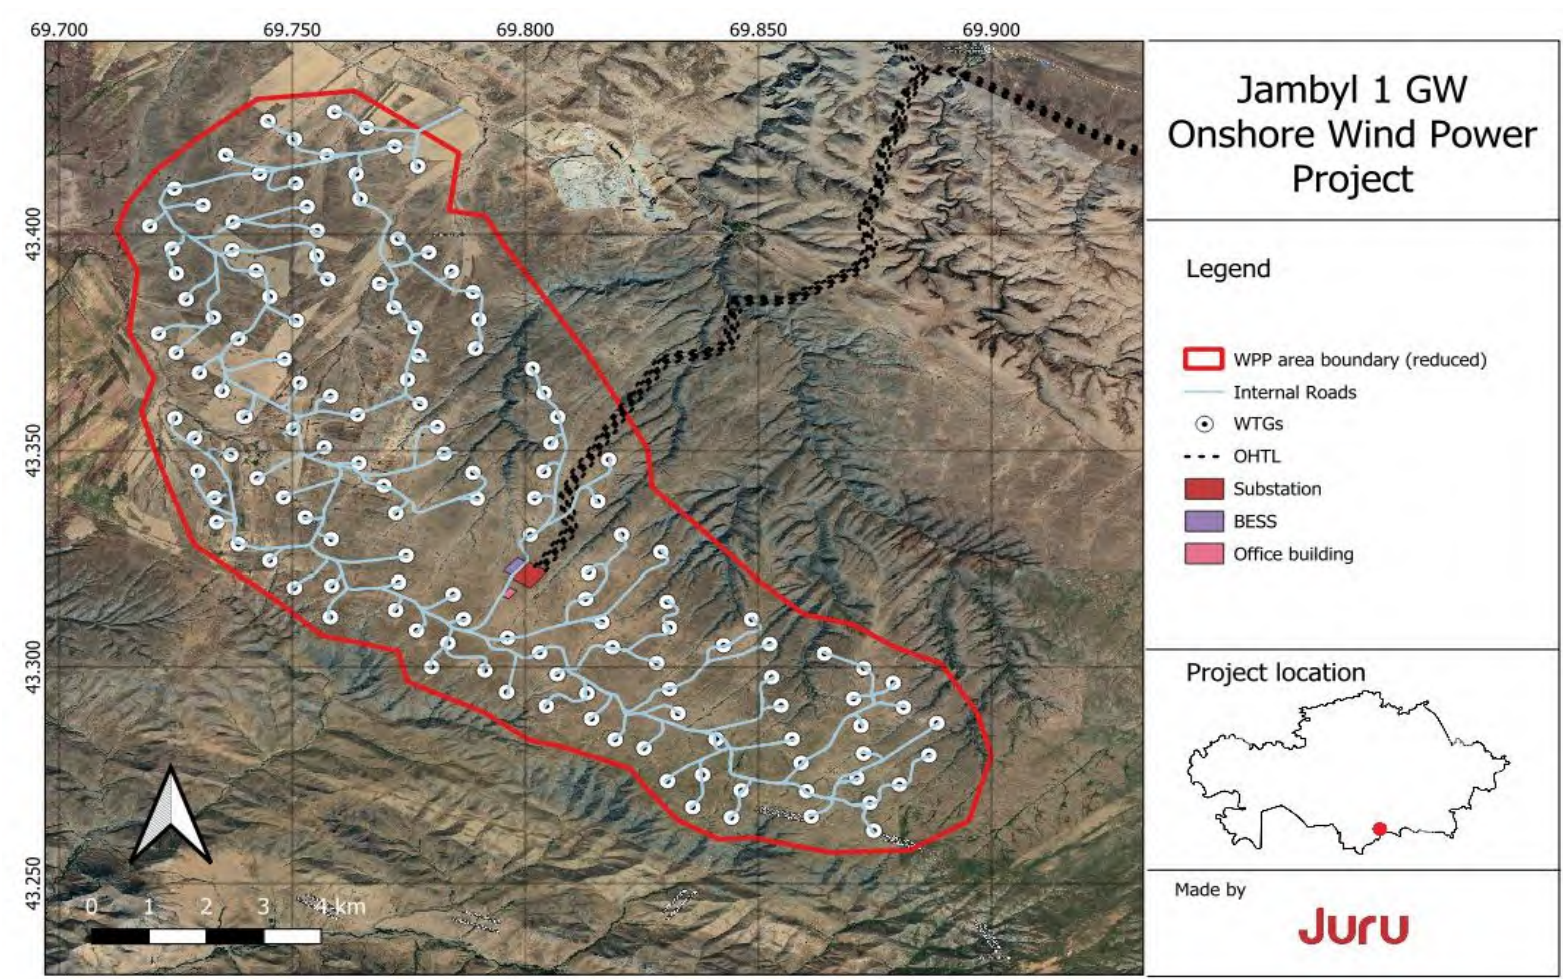 69.700 69.750 69.800 69.850 69.900
43.400
43.350
43.300
43.250
0 1 2 3 4 km
Jambyl 1 GW
Onshore Wind Power
Project
Legend
WPP area boundary (reduced)
Internal Roads
WTGs
OHTL
Substation
BESS
Office building
Project location
Made by
Juru